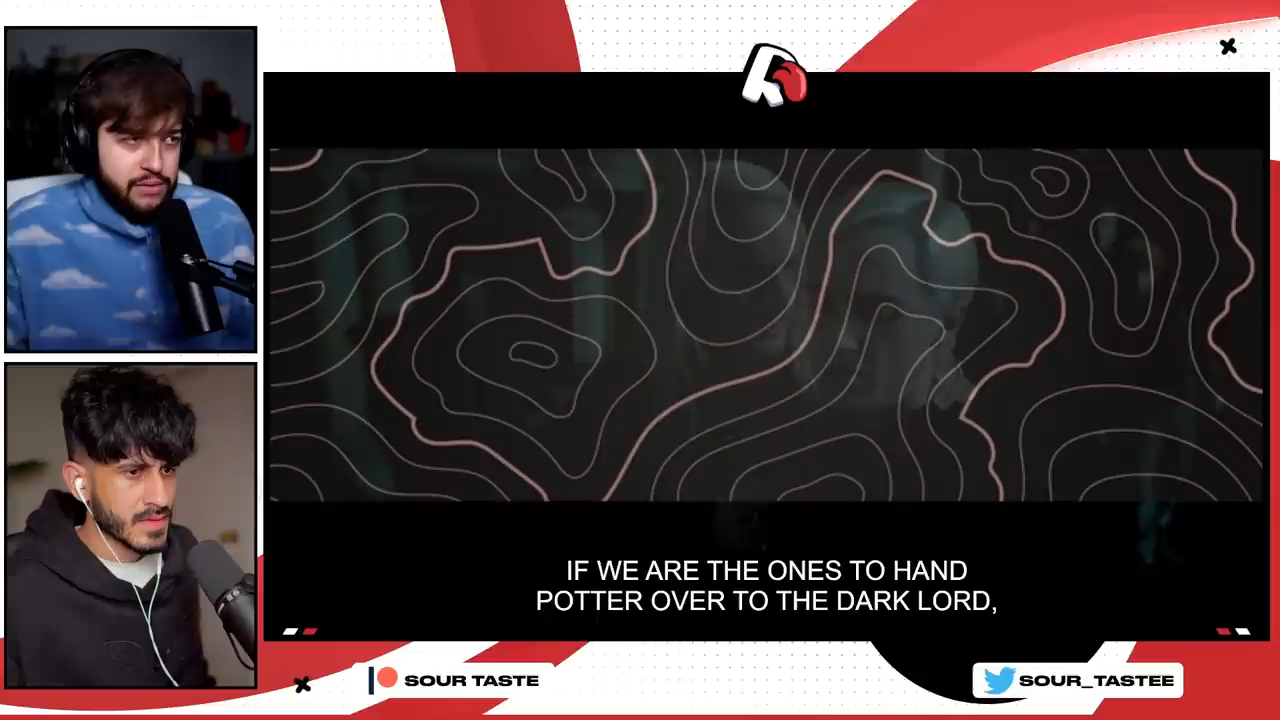 IF WE ARE THE ONES TO HAND
POTTER OVER TO THE DARK LORD,
SOUR TASTE
SOUR_TASTEE